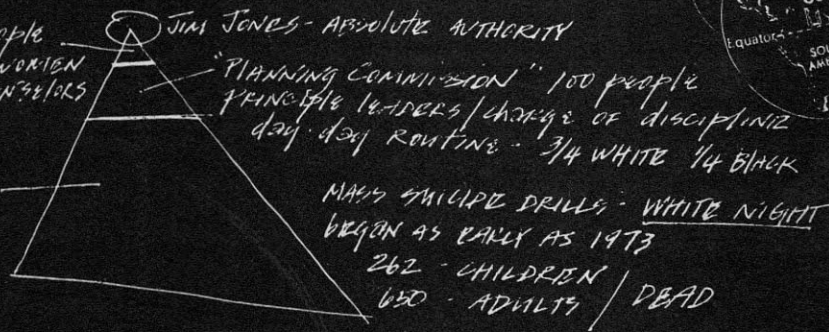 JIM JONES - ABSOLUTE AUTHORITY
WOMEN
"PLANNING COMMISSION" 100 people
PRINCIPLE LEADERS / charge of discipline
day-day ROUTINE - 3/4 WHITE 1/4 BLACK
MASS SUICIDE DRILLS - WHITE NIGHT
BEGAN AS EARLY AS 1973
262 - CHILDREN
650 - ADULTS / DEAD
Equator